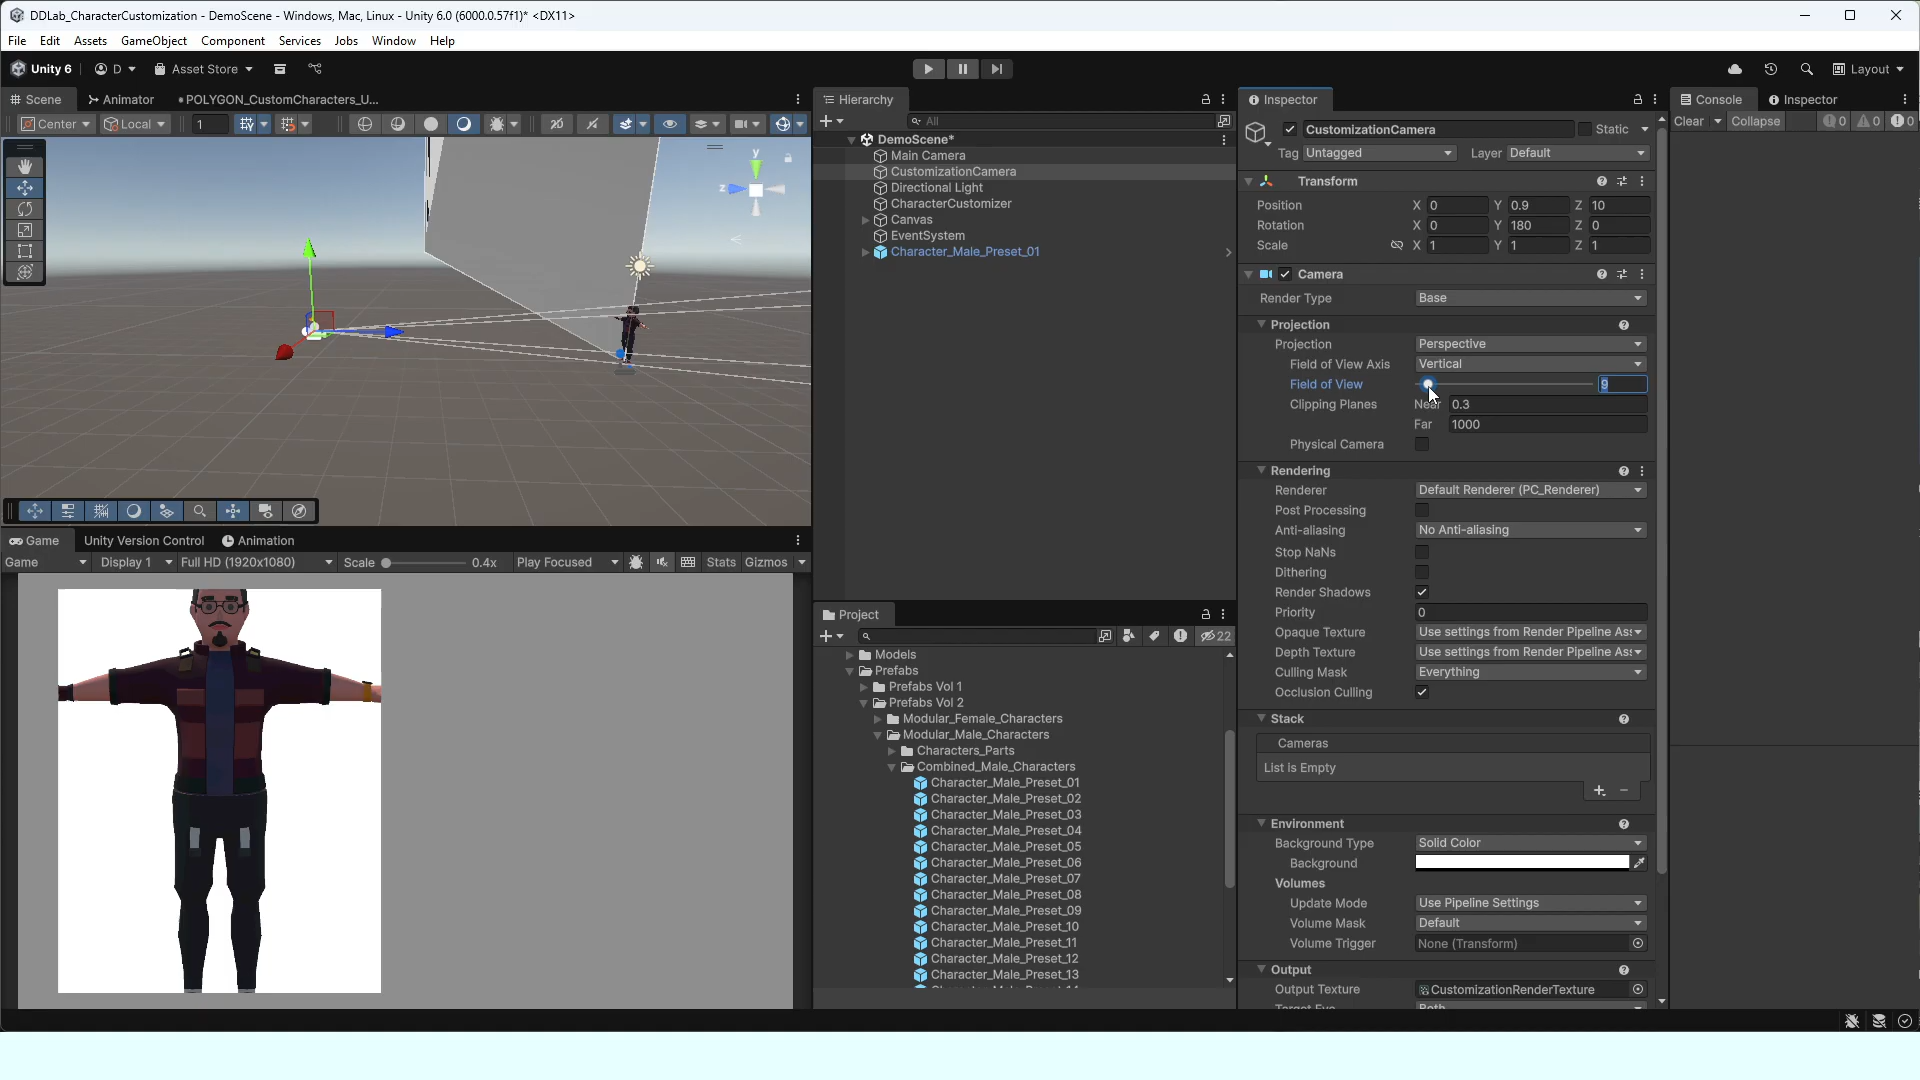 DDLab_CharacterCustomization - DemoScene - Windows, Mac, Linux - Unity 6.0 (6000.0.57f1)* <DX11>
File Edit Assets GameObject Component Services Jobs Window Help
Unity 6 D Asset Store Layout
Scene Animator •POLYGON_CustomCharacters_U...
Center Local 1 2D
y
z
Game Unity Version Control Animation
Game Display 1 Full HD (1920x1080) Scale 0.4x Play Focused Stats Gizmos
Hierarchy
All
DemoScene*
Main Camera
CustomizationCamera
Directional Light
CharacterCustomizer
Canvas
EventSystem
Character_Male_Preset_01
Project
22
Models
Prefabs
Prefabs Vol 1
Prefabs Vol 2
Modular_Female_Characters
Modular_Male_Characters
Characters_Parts
Combined_Male_Characters
Character_Male_Preset_01
Character_Male_Preset_02
Character_Male_Preset_03
Character_Male_Preset_04
Character_Male_Preset_05
Character_Male_Preset_06
Character_Male_Preset_07
Character_Male_Preset_08
Character_Male_Preset_09
Character_Male_Preset_10
Character_Male_Preset_11
Character_Male_Preset_12
Character_Male_Preset_13
Inspector
CustomizationCamera Static
Tag Untagged Layer Default
Transform
Position X 0 Y 0.9 Z 10
Rotation X 0 Y 180 Z 0
Scale X 1 Y 1 Z 1
Camera
Render Type Base
Projection
Projection Perspective
Field of View Axis Vertical
Field of View 9
Clipping Planes Near 0.3
Far 1000
Physical Camera
Rendering
Renderer Default Renderer (PC_Renderer)
Post Processing
Anti-aliasing No Anti-aliasing
Stop NaNs
Dithering
Render Shadows
Priority 0
Opaque Texture Use settings from Render Pipeline Ass
Depth Texture Use settings from Render Pipeline Ass
Culling Mask Everything
Occlusion Culling
Stack
Cameras
List is Empty
Environment
Background Type Solid Color
Background
Volumes
Update Mode Use Pipeline Settings
Volume Mask Default
Volume Trigger None (Transform)
Output
Output Texture CustomizationRenderTexture
Console Inspector
Clear Collapse 0 0 0